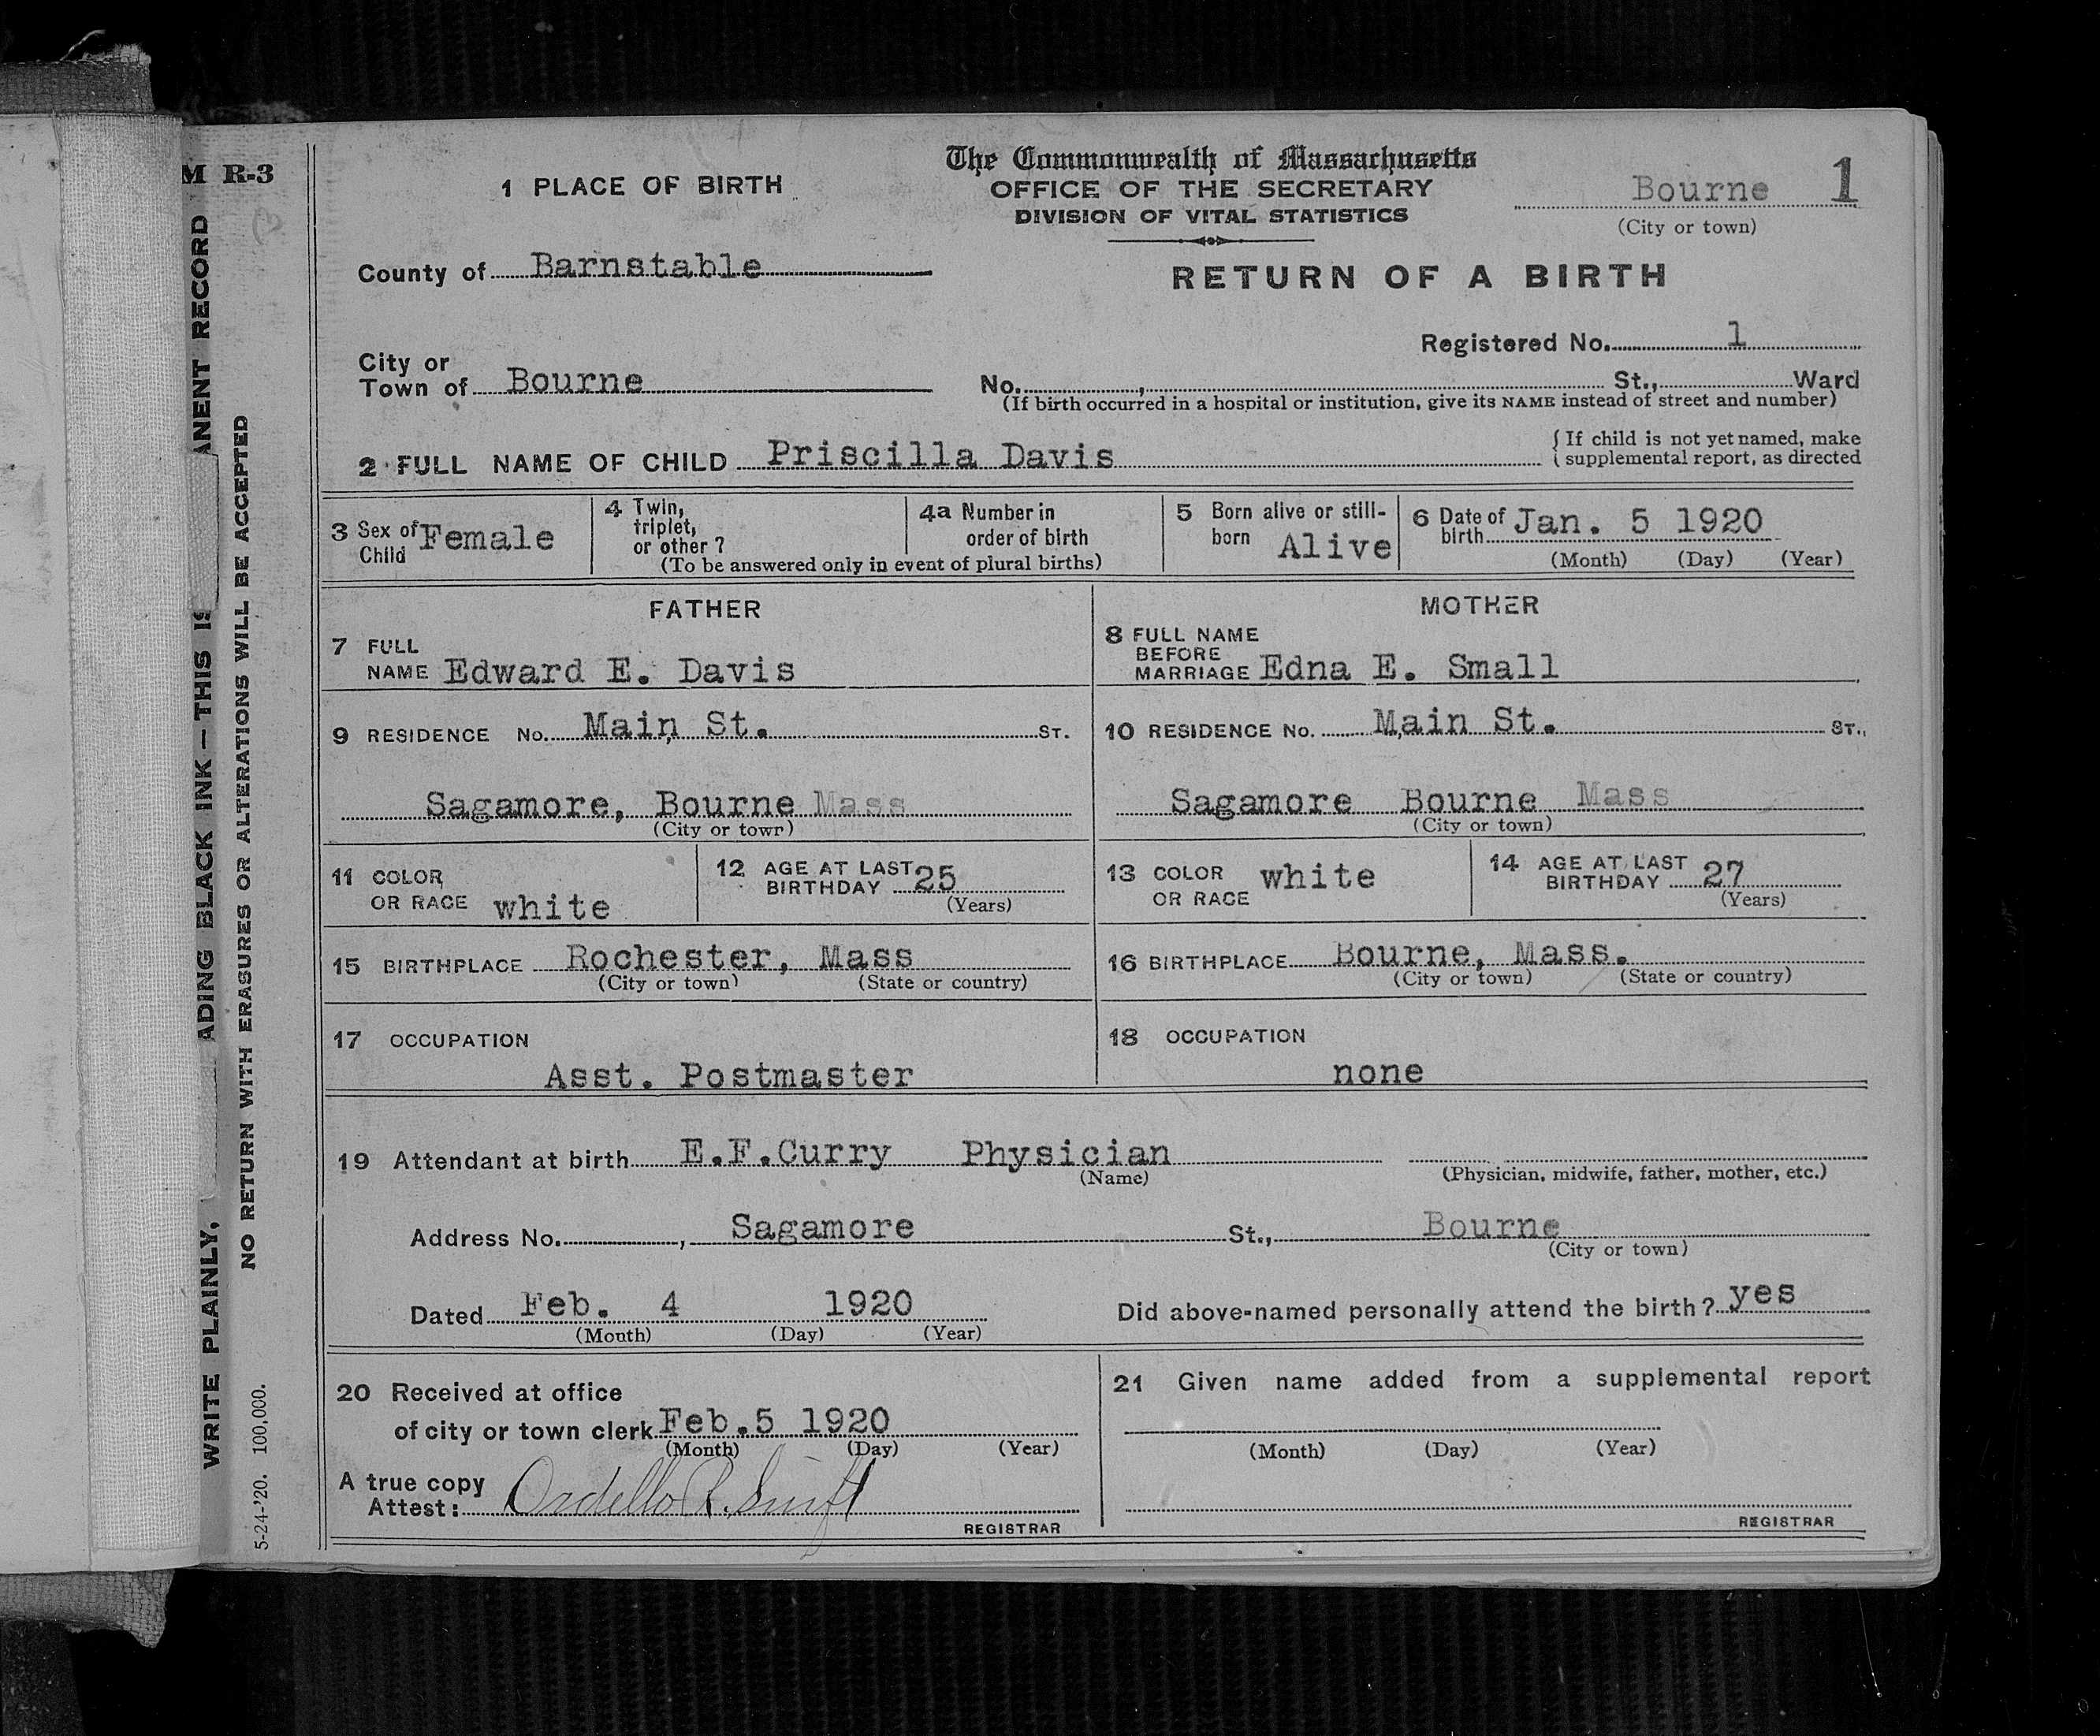 M R-3
WRITE PLAINLY, ADING BLACK INK — THIS IS ANENT RECORD
NO RETURN WITH ERASURES OR ALTERATIONS WILL BE ACCEPTED
5-24-'20. 100,000.
The Commonwealth of Massachusetts
OFFICE OF THE SECRETARY
DIVISION OF VITAL STATISTICS
RETURN OF A BIRTH
Bourne 1
(City or town)
Registered No. 1
1 PLACE OF BIRTH
County of Barnstable
City or
Town of Bourne
No. , St., Ward
(If birth occurred in a hospital or institution, give its NAME instead of street and number)
2 FULL NAME OF CHILD Priscilla Davis
{ If child is not yet named, make
supplemental report, as directed
3 Sex of Child Female
4 Twin, triplet, or other?
4a Number in order of birth
(To be answered only in event of plural births)
5 Born alive or still-born Alive
6 Date of birth Jan. 5 1920
(Month) (Day) (Year)
FATHER
7 FULL
NAME Edward E. Davis
9 RESIDENCE No. Main St. ST.
Sagamore, Bourne Mass
(City or town)
11 COLOR
OR RACE white
12 AGE AT LAST
BIRTHDAY 25
(Years)
15 BIRTHPLACE Rochester, Mass
(City or town) (State or country)
17 OCCUPATION
Asst. Postmaster
MOTHER
8 FULL NAME
BEFORE
MARRIAGE Edna E. Small
10 RESIDENCE No. Main St. ST.,
Sagamore Bourne Mass
(City or town)
13 COLOR
OR RACE white
14 AGE AT LAST
BIRTHDAY 27
(Years)
16 BIRTHPLACE Bourne, Mass.
(City or town) (State or country)
18 OCCUPATION
none
19 Attendant at birth E.F.Curry Physician
(Name) (Physician, midwife, father, mother, etc.)
Address No. , Sagamore St., Bourne
(City or town)
Dated Feb. 4 1920
(Month) (Day) (Year)
Did above-named personally attend the birth? yes
20 Received at office
of city or town clerk Feb.5 1920
(Month) (Day) (Year)
A true copy
Attest: Ordello R. Swift
REGISTRAR
21 Given name added from a supplemental report
(Month) (Day) (Year)
REGISTRAR